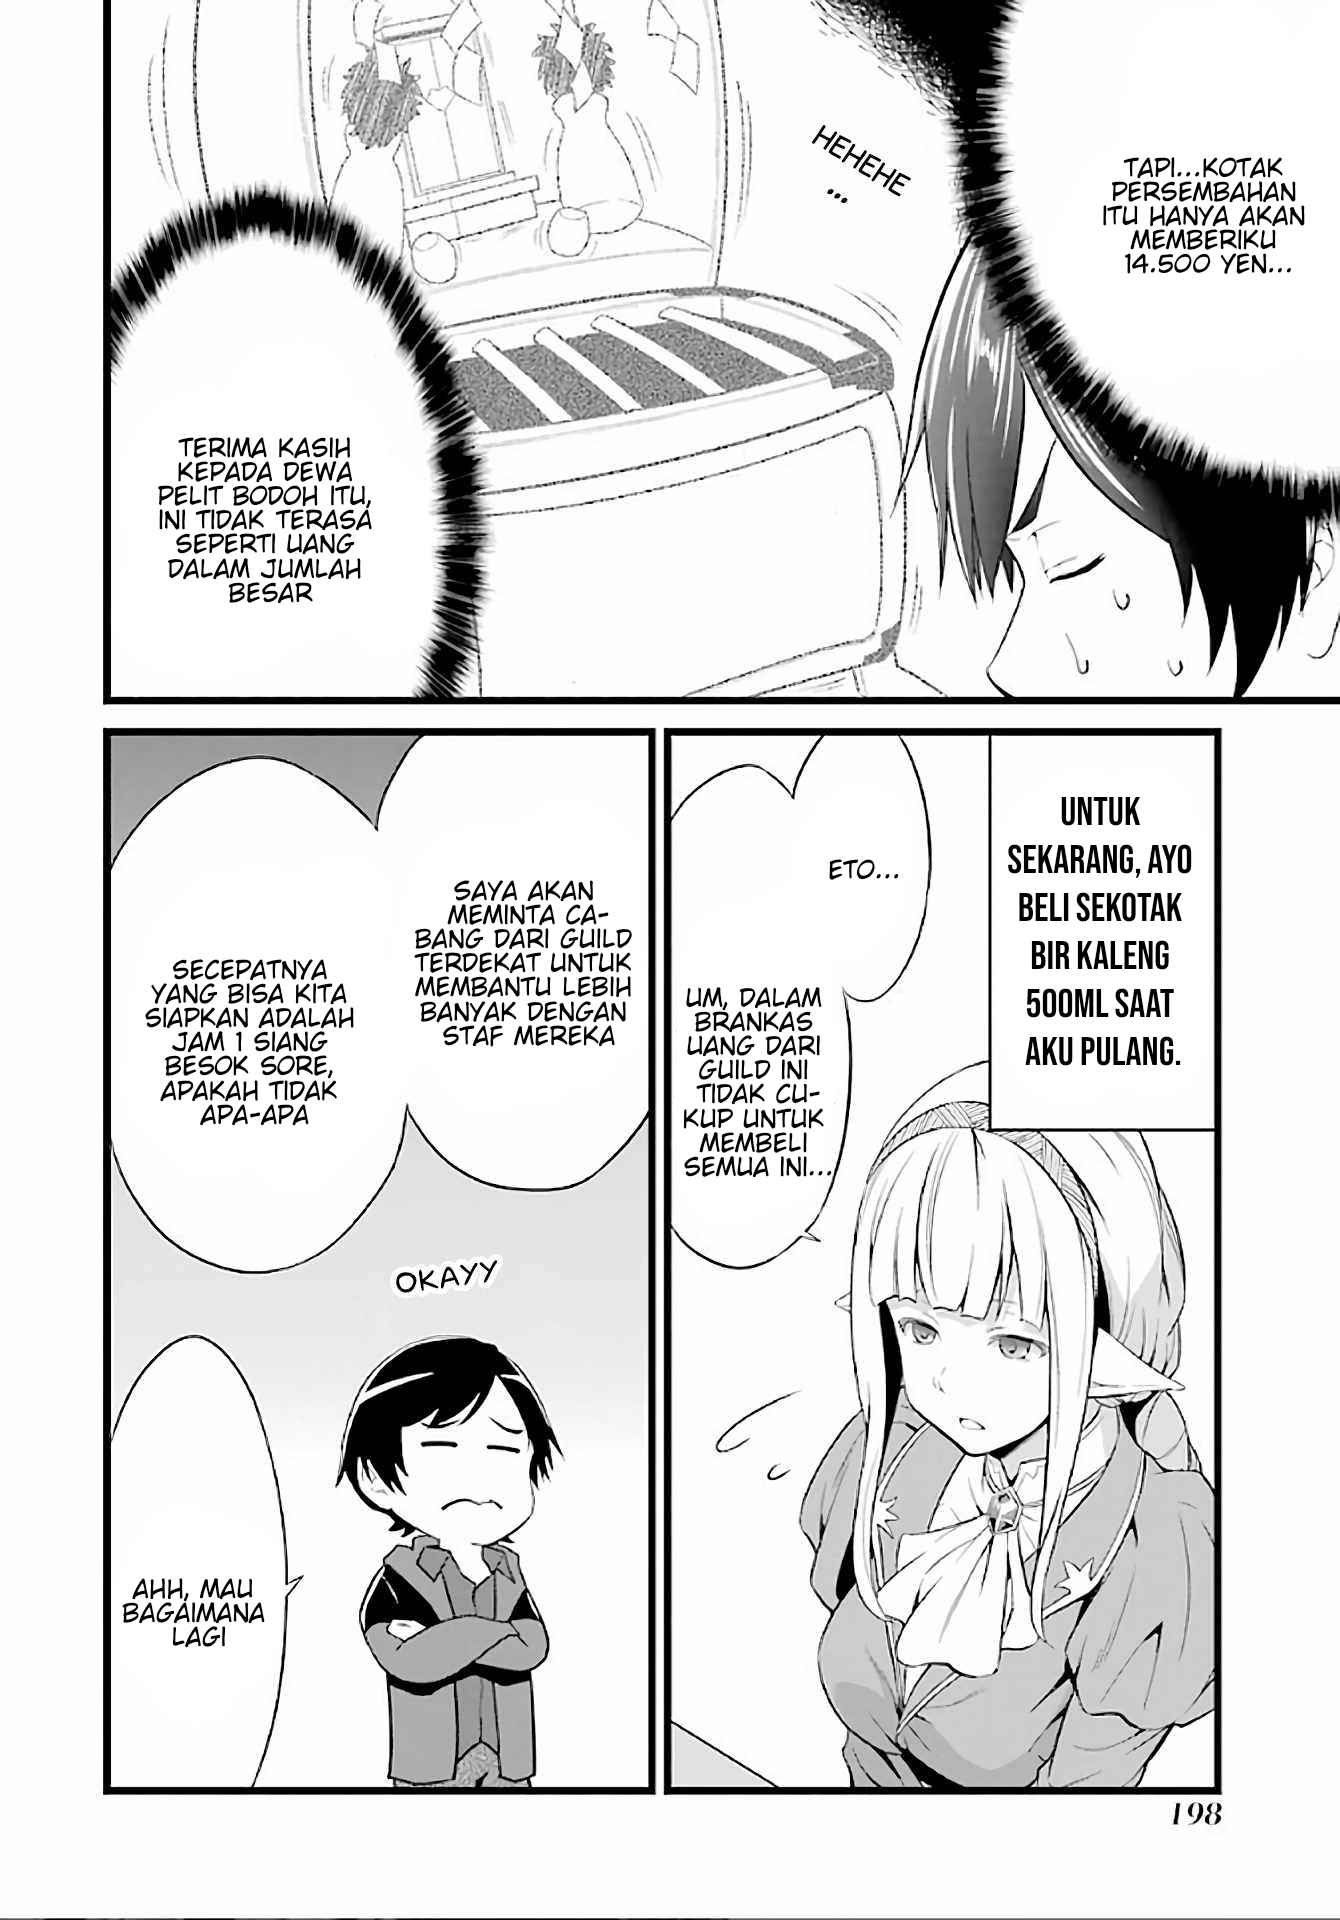 TAPI...KOTAK
PERSEMBAHAN
ITU HANYA AKAN
MEMBERIKU
14.500 YEN...
HEHEHE
...
TERIMA KASIH
KEPADA DEWA
PELIT BODOH ITU,
INI TIDAK TERASA
SEPERTI UANG
DALAM JUMLAH
BESAR
UNTUK
SEKARANG, AYO
BELI SEKOTAK
BIR KALENG
500ML SAAT
AKU PULANG.
ETO...
UM, DALAM
BRANKAS
UANG DARI
GUILD INI
TIDAK CU-
KUP UNTUK
MEMBELI
SEMUA INI...
SAYA AKAN
MEMINTA CA-
BANG DARI GUILD
TERDEKAT UNTUK
MEMBANTU LEBIH
BANYAK DENGAN
STAF MEREKA
SECEPATNYA
YANG BISA KITA
SIAPKAN ADALAH
JAM 1 SIANG
BESOK SORE,
APAKAH TIDAK
APA-APA
OKAYY
AHH, MAU
BAGAIMANA
LAGI
198